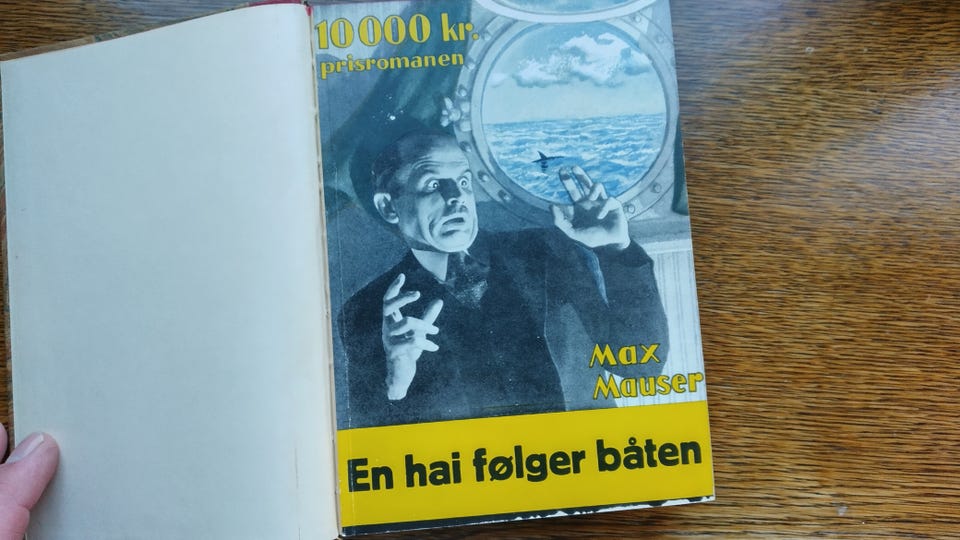 10 000 kr.
prisromanen
Max
Mauser
En hai følger båten